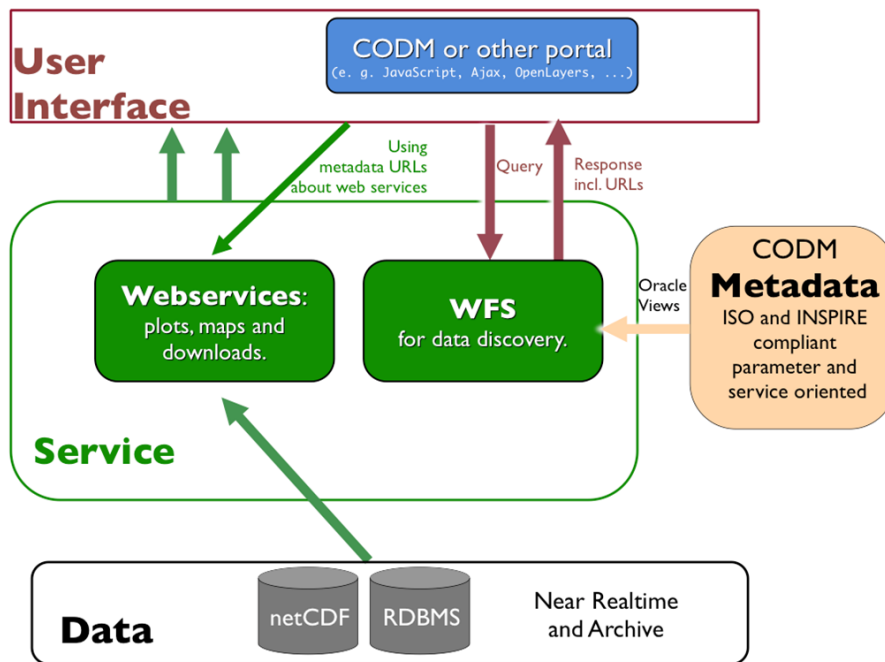 User
Interface
CODM or other portal
(e. g. JavaScript, Ajax, OpenLayers, ...)
Using
metadata URLs
about web services
Query
Response
incl. URLs
Webservices:
plots, maps and
downloads.
WFS
for data discovery.
Oracle
Views
CODM
Metadata
ISO and INSPIRE
compliant
parameter and
service oriented
Service
Data
netCDF
RDBMS
Near Realtime
and Archive